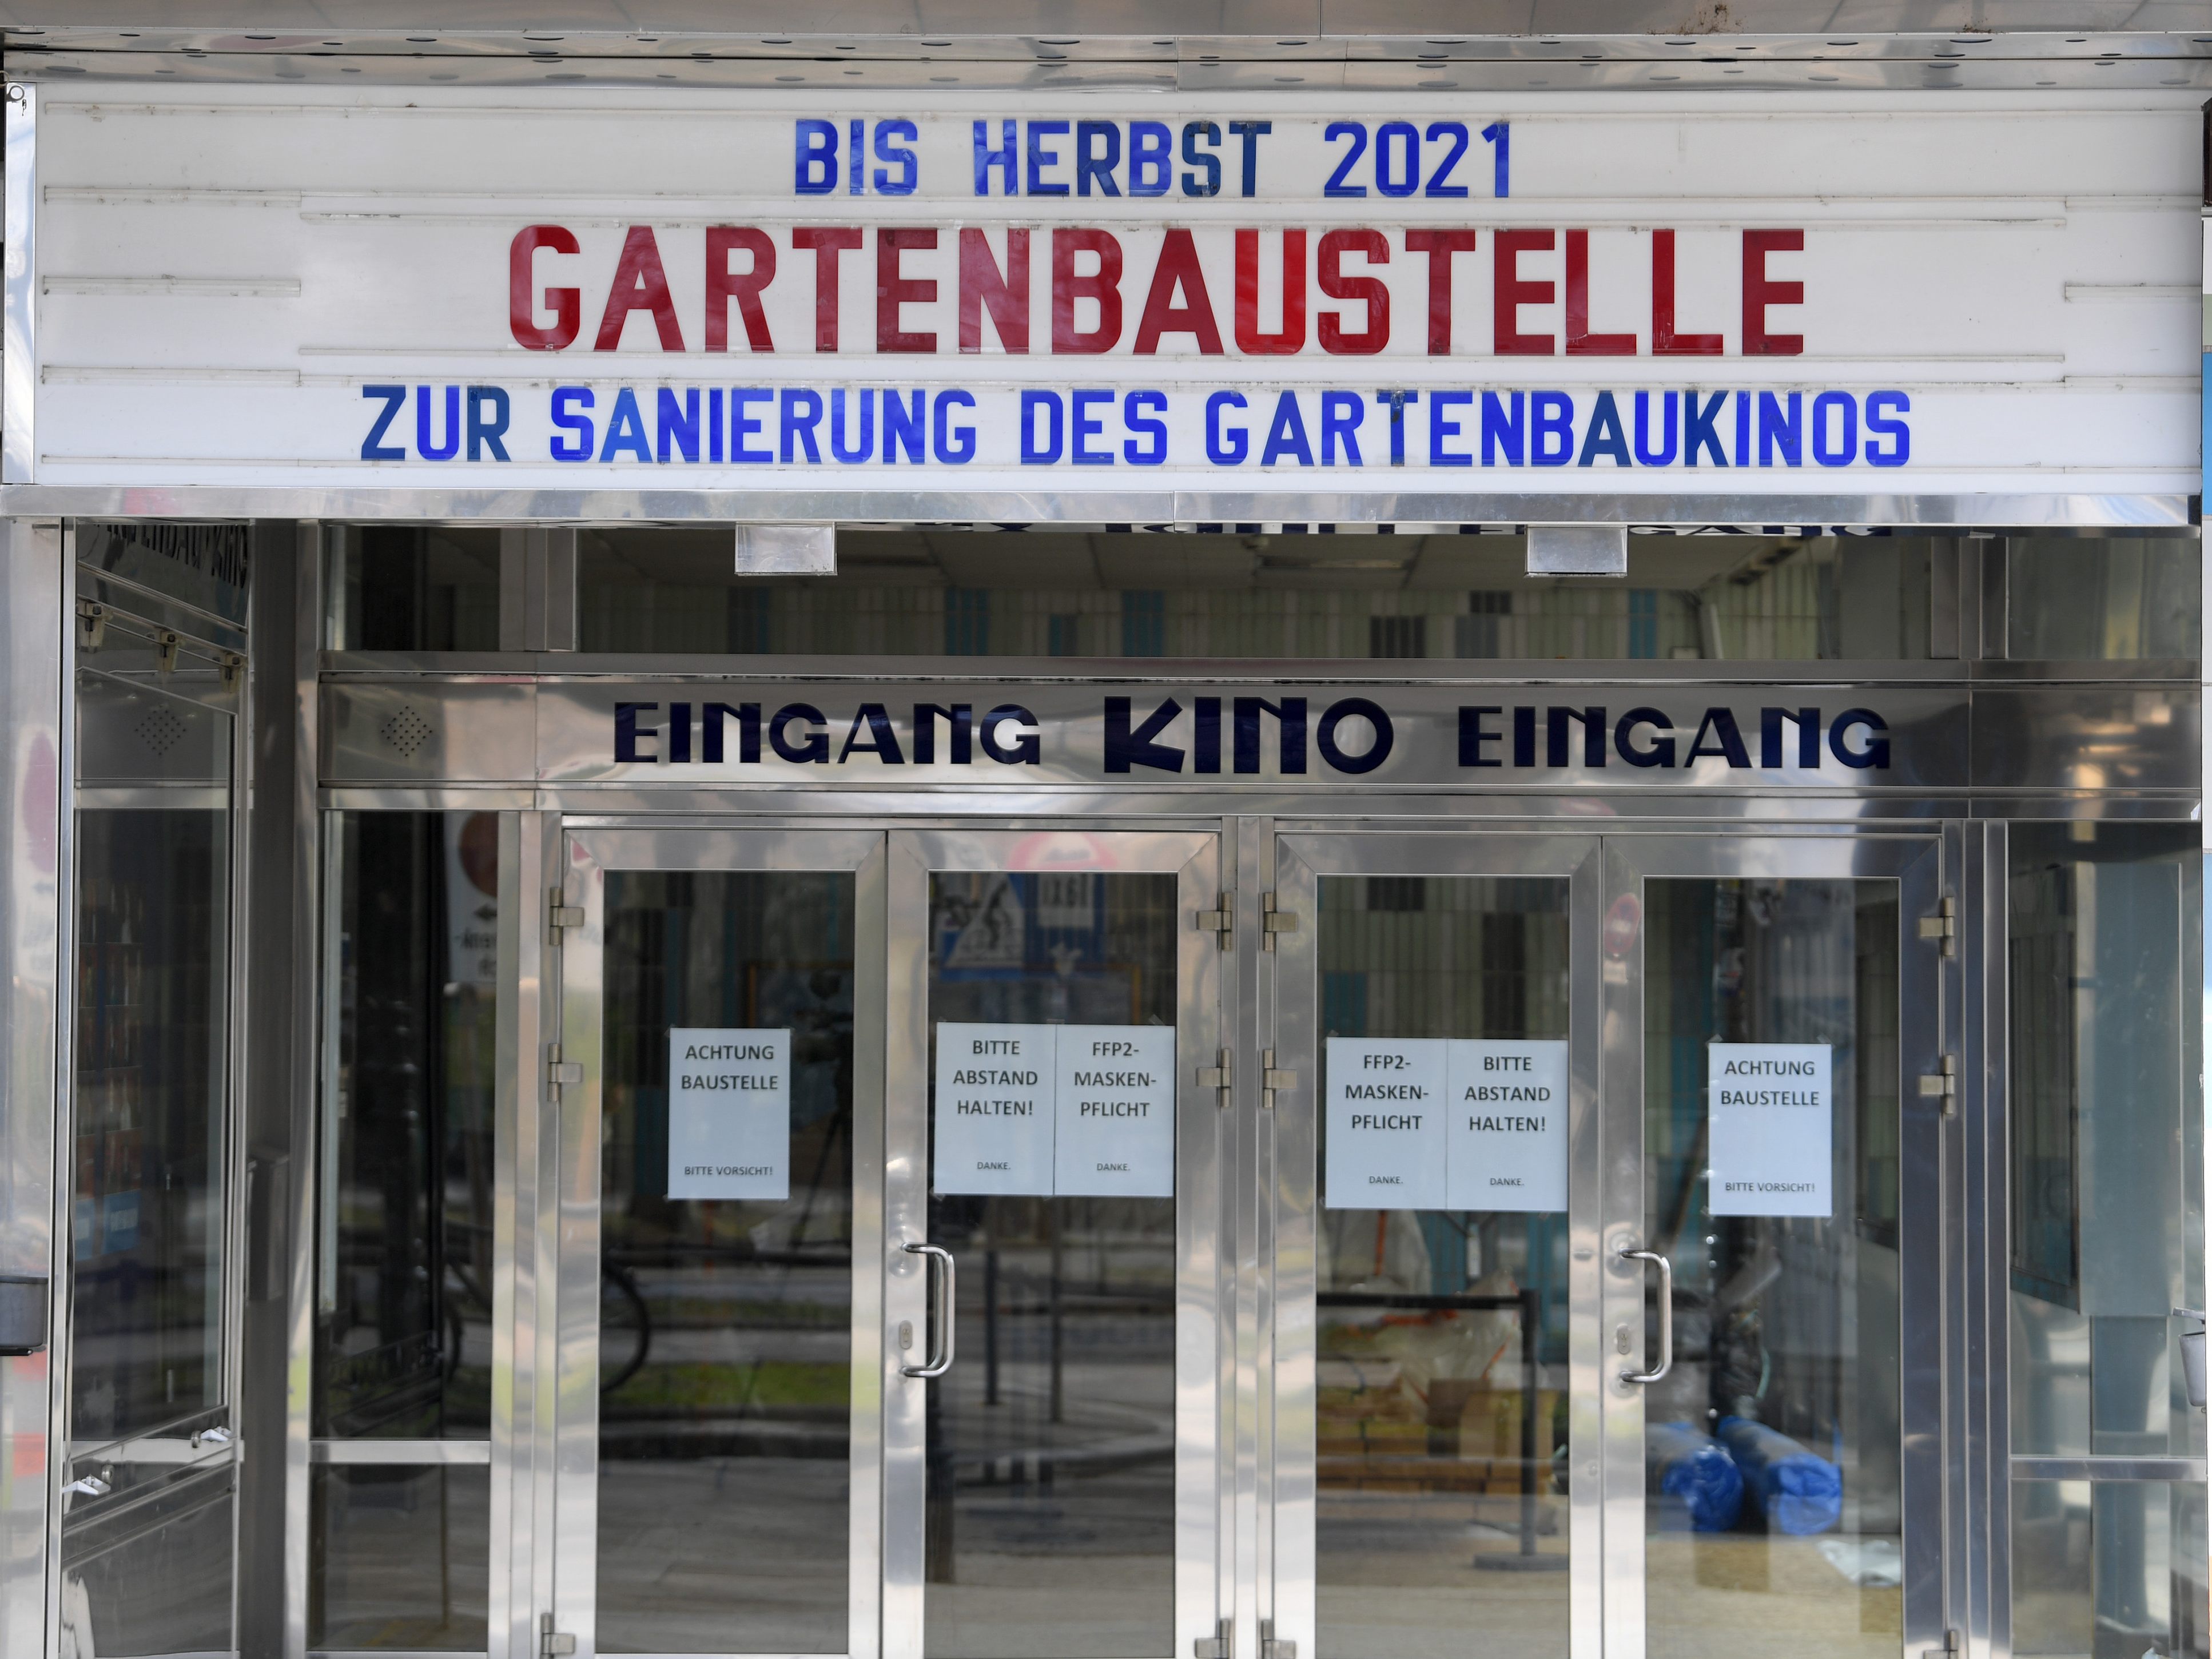 BIS HERBST 2021
GARTENBAUSTELLE
ZUR SANIERUNG DES GARTENBAUKINOS
EINGANG KINO EINGANG
ACHTUNG
BAUSTELLE
BITTE VORSICHT!
BITTE
ABSTAND
HALTEN!
DANKE.
FFP2-
MASKEN-
PFLICHT
DANKE.
FFP2-
MASKEN-
PFLICHT
DANKE.
BITTE
ABSTAND
HALTEN!
DANKE.
ACHTUNG
BAUSTELLE
BITTE VORSICHT!